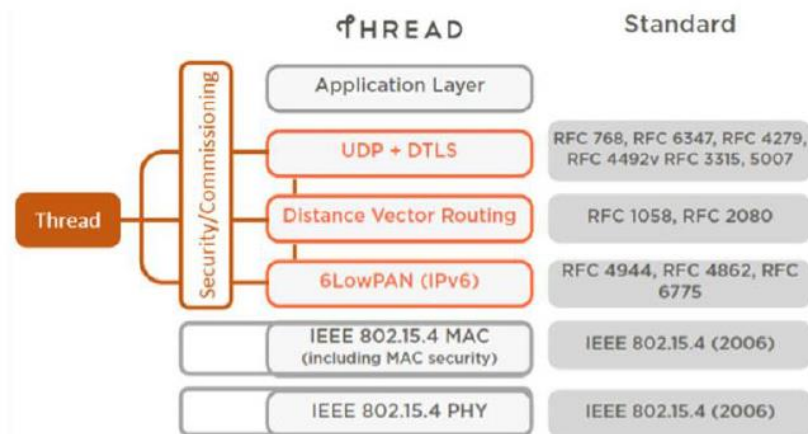 THREAD
Standard
Security/Commissioning
Application Layer
UDP + DTLS
RFC 768, RFC 6347, RFC 4279,
RFC 4492v RFC 3315, 5007
Thread
Distance Vector Routing
RFC 1058, RFC 2080
6LowPAN (IPv6)
RFC 4944, RFC 4862, RFC
6775
IEEE 802.15.4 MAC
(including MAC security)
IEEE 802.15.4 (2006)
IEEE 802.15.4 PHY
IEEE 802.15.4 (2006)